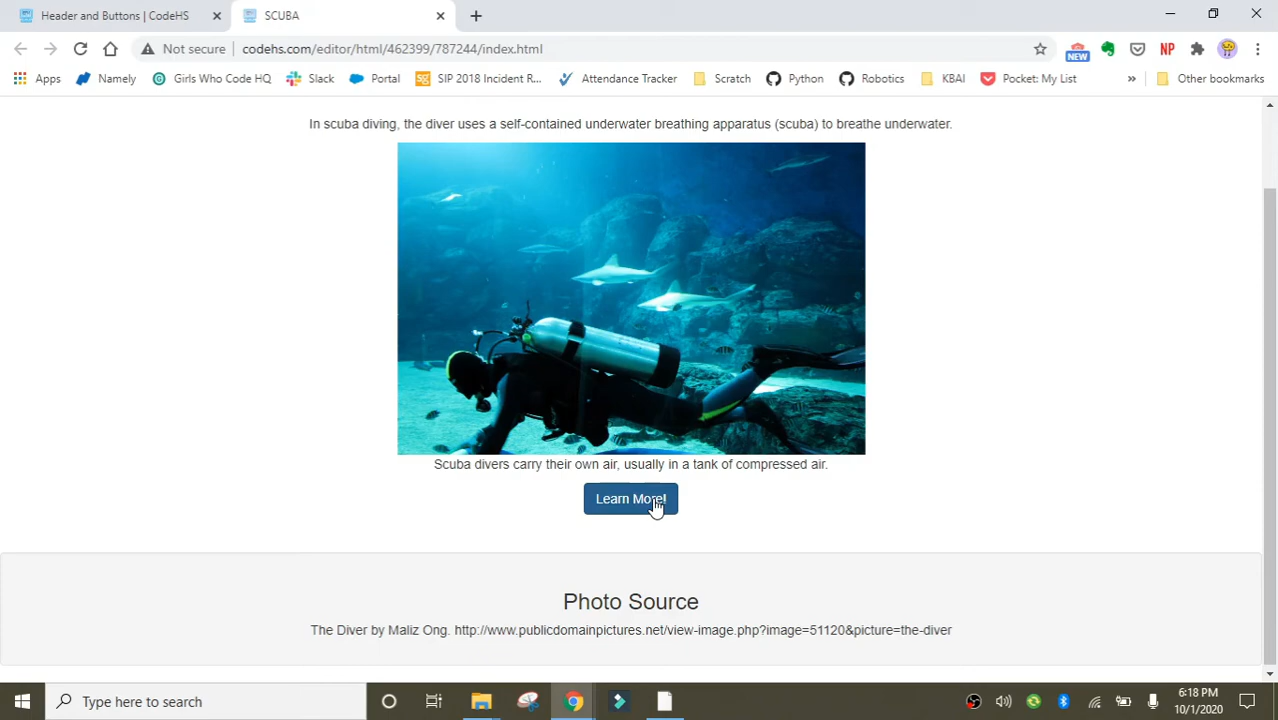 Header and Buttons | CodeHS
SCUBA
Not secure codehs.com/editor/html/462399/787244/index.html
NEW
NP
Apps Namely Girls Who Code HQ Slack Portal SIP 2018 Incident R... Attendance Tracker Scratch Python Robotics KBAI Pocket: My List » Other bookmarks
In scuba diving, the diver uses a self-contained underwater breathing apparatus (scuba) to breathe underwater.
Scuba divers carry their own air, usually in a tank of compressed air.
Learn More!
Photo Source
The Diver by Maliz Ong. http://www.publicdomainpictures.net/view-image.php?image=51120&picture=the-diver
Type here to search
6:18 PM
10/1/2020